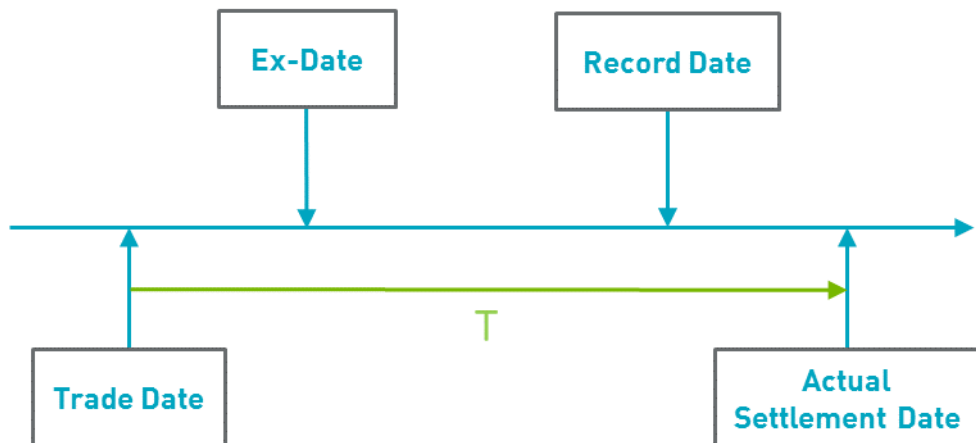 Ex-Date
Record Date
T
Trade Date
Actual
Settlement Date